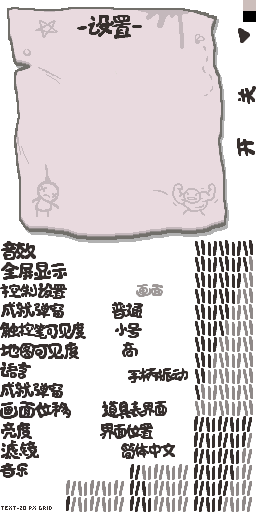 -设置-
关
开
音效
全屏显示
控制设置 画面
成就弹窗 普通
触控笔可见度 小号
地图可见度 高
语言 手柄振动
成就弹窗
画面位移 道具表界面
亮度 界面位置
滤镜 简体中文
音乐
TEXT-20 PX GRID